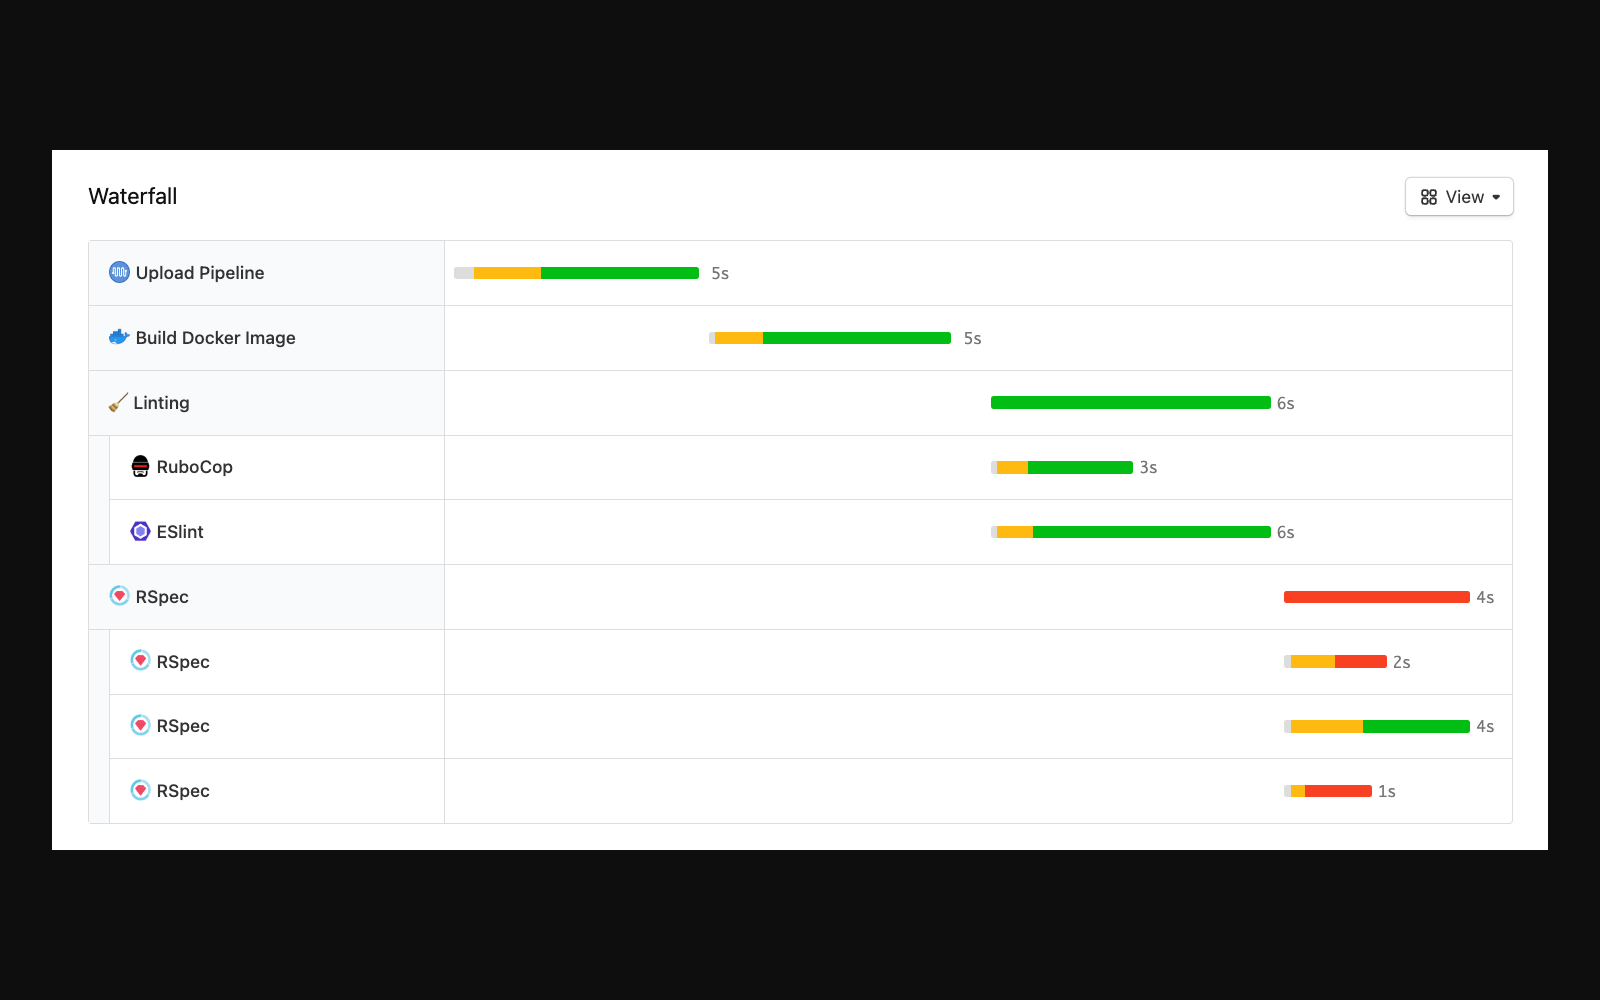 Waterfall
View
Upload Pipeline 5s
Build Docker Image 5s
Linting 6s
RuboCop 3s
ESlint 6s
RSpec 4s
RSpec 2s
RSpec 4s
RSpec 1s